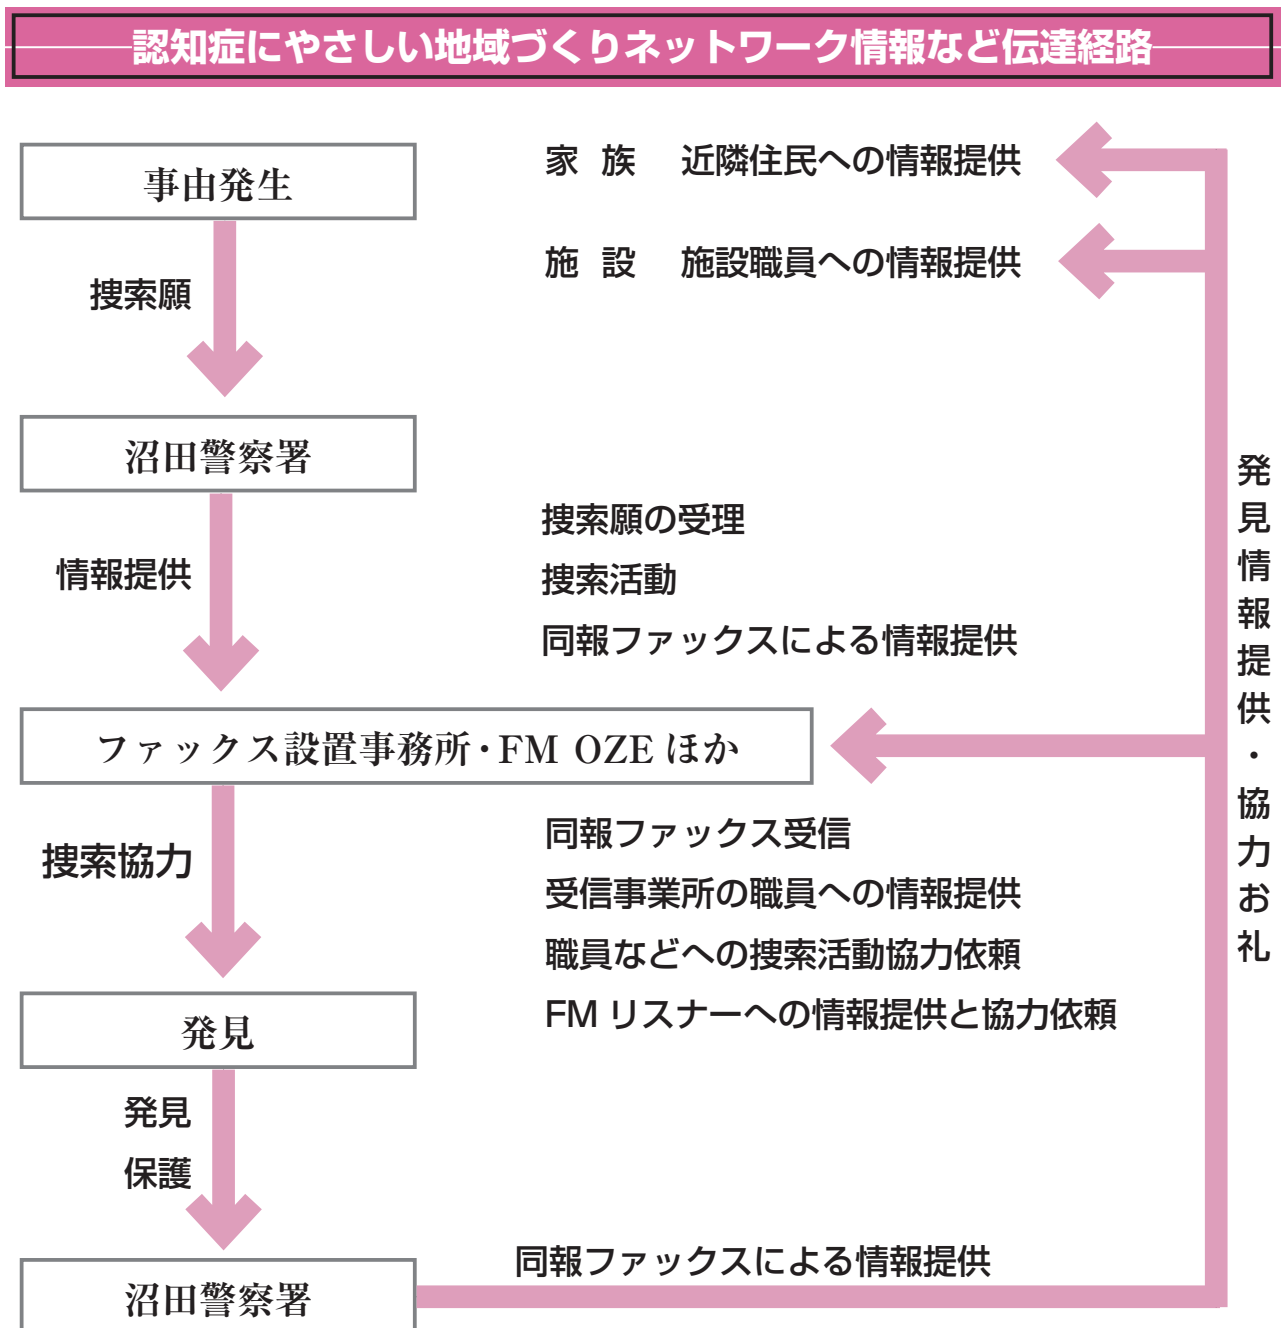 認知症にやさしい地域づくりネットワーク情報など伝達経路
事由発生
家 族　近隣住民への情報提供
施 設　施設職員への情報提供
捜索願
沼田警察署
捜索願の受理
情報提供
捜索活動
同報ファックスによる情報提供
発見情報提供・協力お礼
ファックス設置事務所・FM OZE ほか
同報ファックス受信
捜索協力
受信事業所の職員への情報提供
職員などへの捜索活動協力依頼
FM リスナーへの情報提供と協力依頼
発見
発見
保護
同報ファックスによる情報提供
沼田警察署